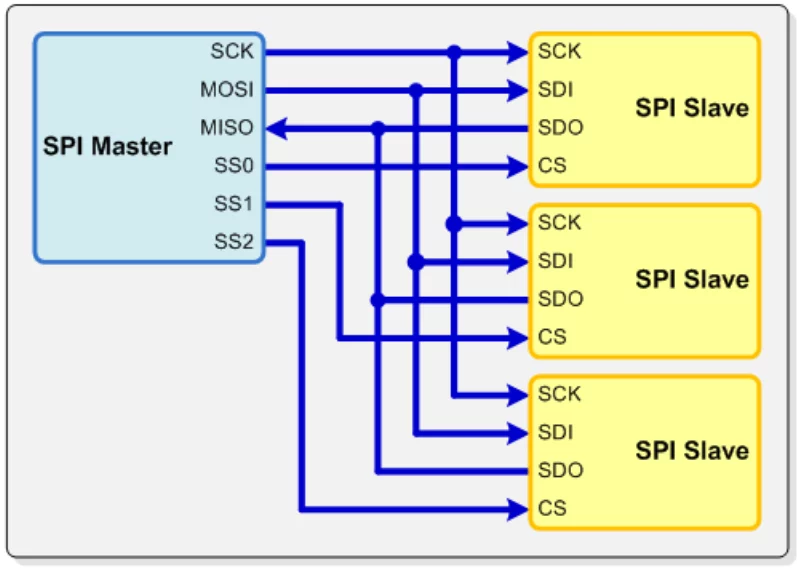 SCK
MOSI
MISO
SPI Master
SS0
SS1
SS2
SCK
SDI
SPI Slave
SDO
CS
SCK
SDI
SPI Slave
SDO
CS
SCK
SDI
SPI Slave
SDO
CS